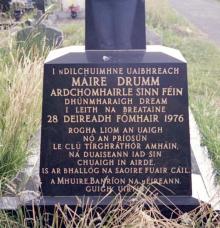 I nDILCHUIMHNE UAIBHREACH
MAIRE DRUMM
ARDCHOMHAIRLE SINN FÉIN
DHÚNMHARAIGH DREAM
I LEITH NA BREATAINE
28 DEIREADH FÓMHAIR 1976
ROGHA LIOM AN UAIGH
NÓ AN PRÍOSÚN
LE CLÚ TÍRGHRÁTHÓIR AMHÁIN,
NÁ DUAISEANN IAD SIN
CHUAIGH IN AIRDE
IS AR BHALLÓG NA SAOIRE FUAIR CÁIL.
A MHUIRE BANRÍON NA hÉIREANN.
GUIGH